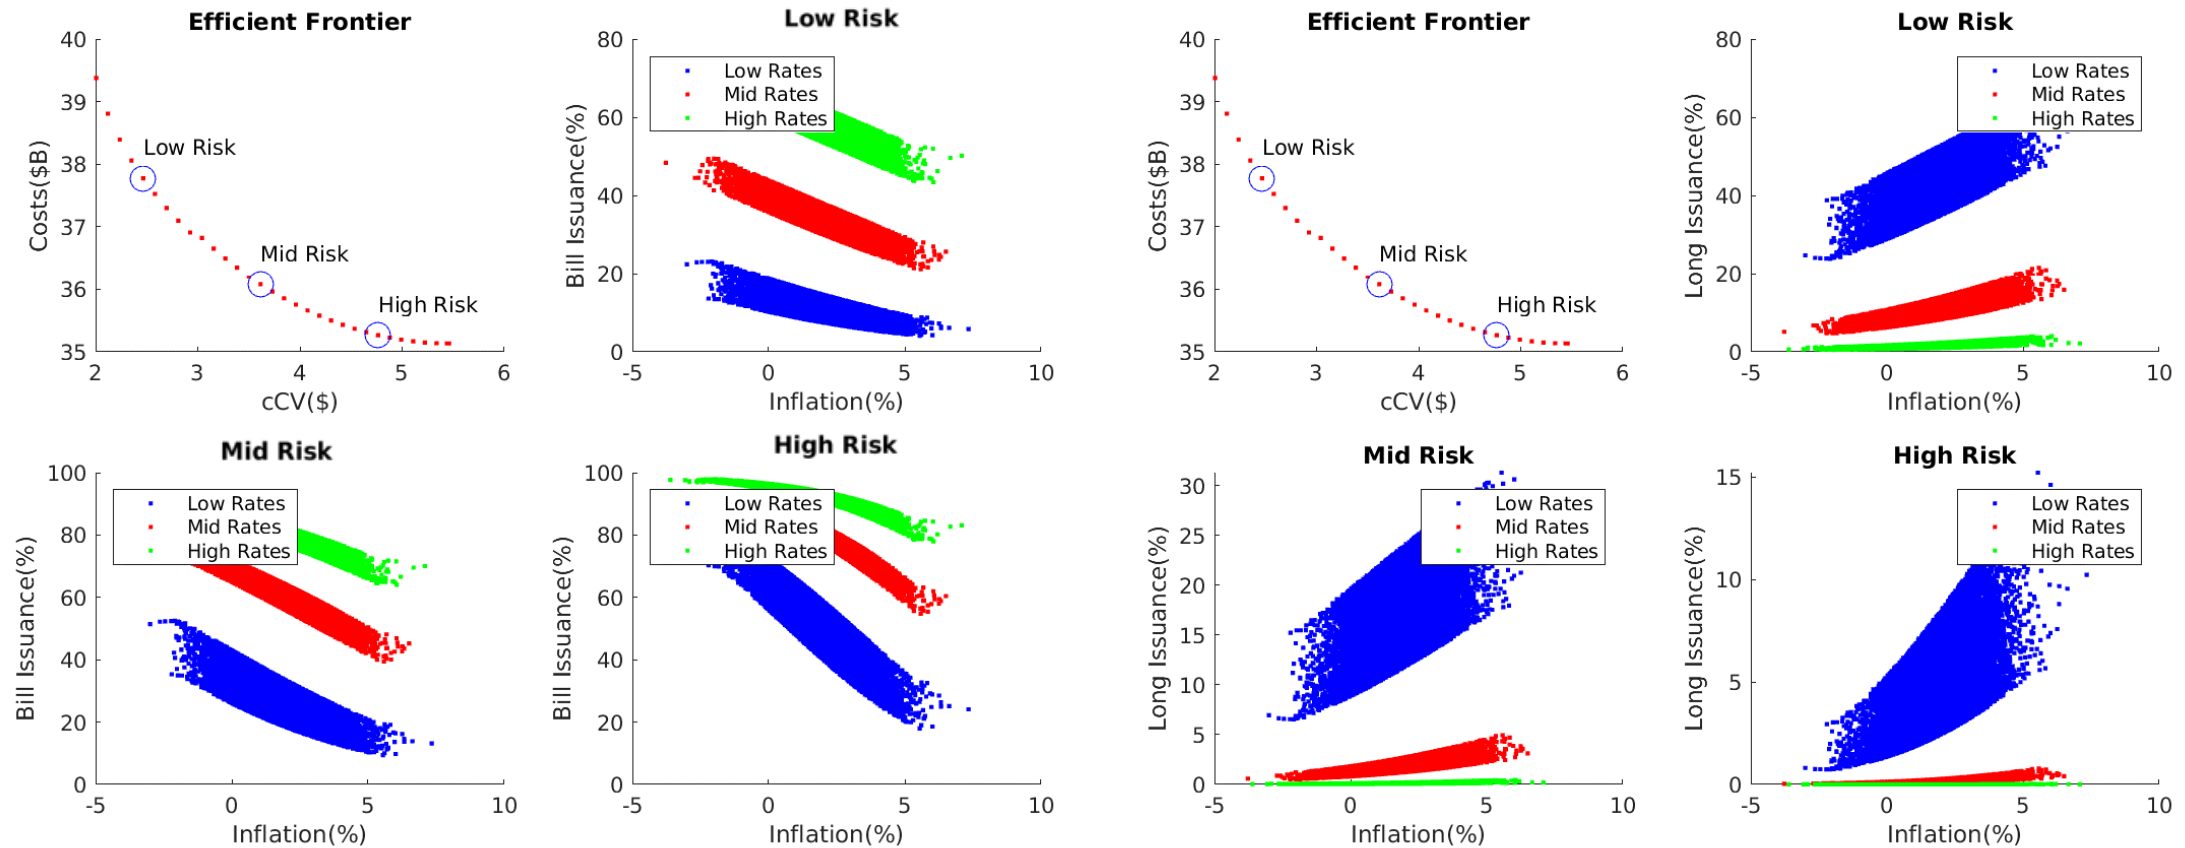 Efficient Frontier
40
39
38
37
36
35
Costs($B)
Low Risk
Mid Risk
High Risk
2 3 4 5 6
cCV($)
Low Risk
80
60
40
20
0
Bill Issuance(%)
Low Rates
Mid Rates
High Rates
-5 0 5 10
Inflation(%)
Efficient Frontier
40
39
38
37
36
35
Costs($B)
Low Risk
Mid Risk
High Risk
2 3 4 5 6
cCV($)
Low Risk
80
60
40
20
0
Long Issuance(%)
Low Rates
Mid Rates
High Rates
-5 0 5 10
Inflation(%)
Mid Risk
100
80
60
40
20
0
Bill Issuance(%)
Low Rates
Mid Rates
High Rates
-5 0 5 10
Inflation(%)
High Risk
100
80
60
40
20
0
Bill Issuance(%)
Low Rates
Mid Rates
High Rates
-5 0 5 10
Inflation(%)
Mid Risk
30
25
20
15
10
5
0
Long Issuance(%)
Low Rates
Mid Rates
High Rates
-5 0 5 10
Inflation(%)
High Risk
15
10
5
0
Long Issuance(%)
Low Rates
Mid Rates
High Rates
-5 0 5 10
Inflation(%)